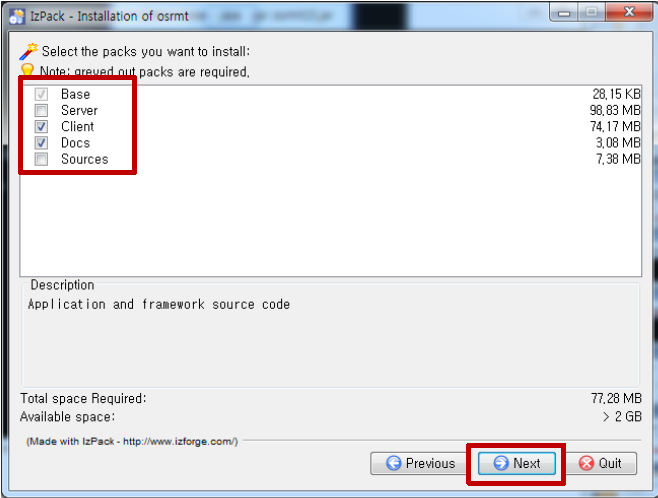 IzPack - Installation of osrmt
Select the packs you want to install:
Note: greyed out packs are required.
Base 28,15 KB
Server 98,83 MB
Client 74,17 MB
Docs 3,08 MB
Sources 7,38 MB
Description
Application and framework source code
Total space Required: 77,28 MB
Available space: > 2 GB
(Made with IzPack - http://www.izforge.com/)
Previous Next Quit